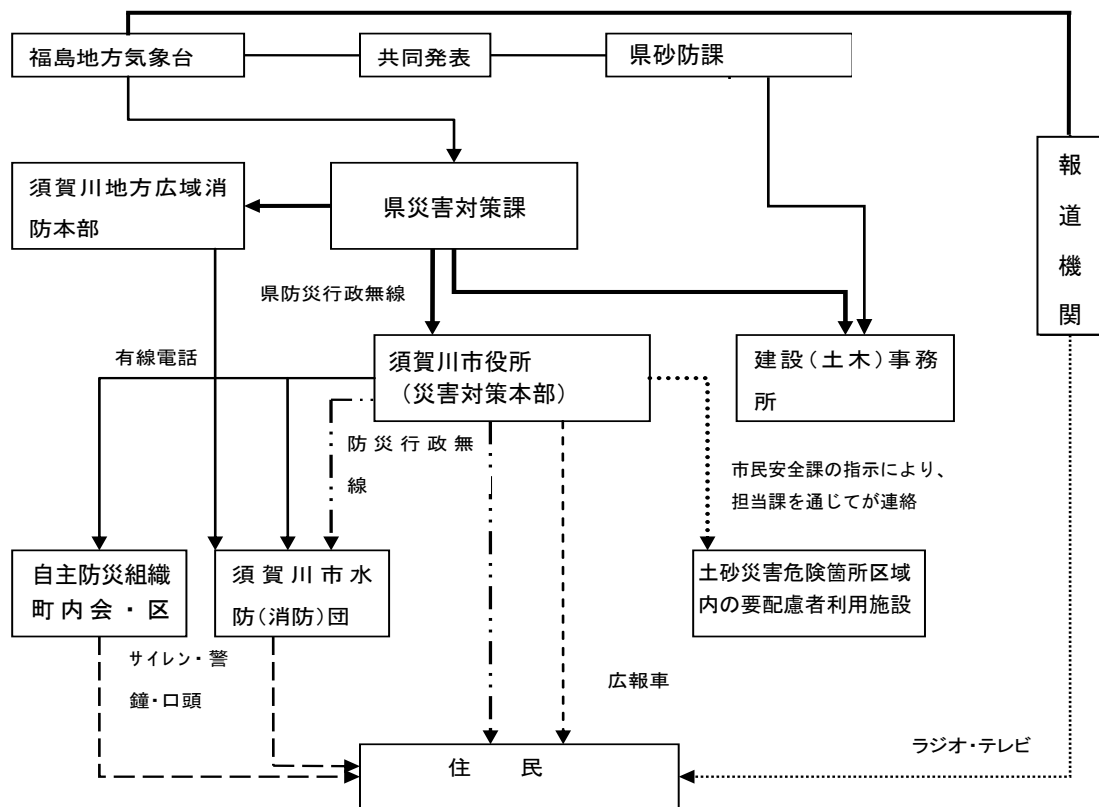 福島地方気象台
共同発表
県砂防課
報
道
機
関
須賀川地方広域消
防本部
県災害対策課
県防災行政無線
有線電話
須賀川市役所
（災害対策本部）
建設（土木）事務
所
防災行政無
線
市民安全課の指示により、
担当課を通じてが連絡
自主防災組織
町内会・区
須賀川市水
防（消防）団
土砂災害危険箇所区域
内の要配慮者利用施設
サイレン・警
鐘・口頭
広報車
ラジオ・テレビ
住　民